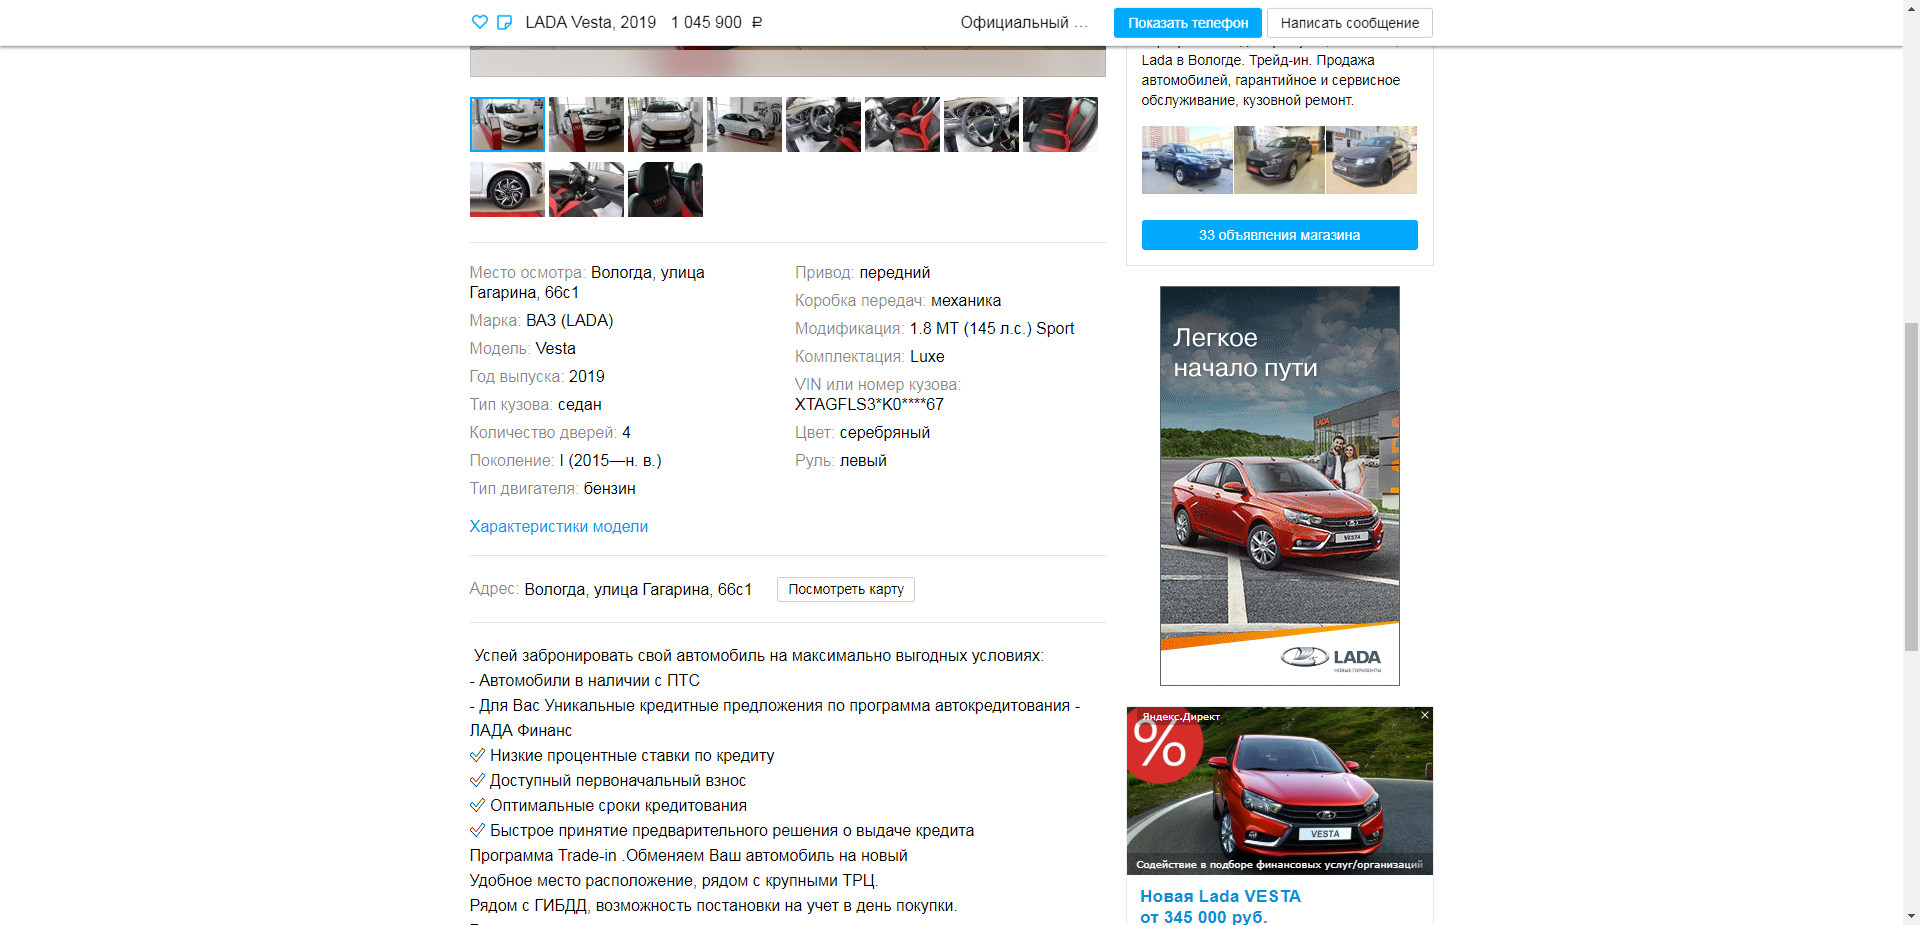 LADA Vesta, 2019 1 045 900 ₽
Официальный ...
Показать телефон
Написать сообщение
Lada в Вологде. Трейд-ин. Продажа
автомобилей, гарантийное и сервисное
обслуживание, кузовной ремонт.
33 объявления магазина
Место осмотра: Вологда, улица
Гагарина, 66с1
Марка: ВАЗ (LADA)
Модель: Vesta
Год выпуска: 2019
Тип кузова: седан
Количество дверей: 4
Поколение: I (2015—н. в.)
Тип двигателя: бензин
Привод: передний
Коробка передач: механика
Модификация: 1.8 MT (145 л.с.) Sport
Комплектация: Luxe
VIN или номер кузова:
XTAGFLS3*K0****67
Цвет: серебряный
Руль: левый
Характеристики модели
Адрес: Вологда, улица Гагарина, 66с1
Посмотреть карту
Успей забронировать свой автомобиль на максимально выгодных условиях:
- Автомобили в наличии с ПТС
- Для Вас Уникальные кредитные предложения по программа автокредитования -
ЛАДА Финанс
✅ Низкие процентные ставки по кредиту
✅ Доступный первоначальный взнос
✅ Оптимальные сроки кредитования
✅ Быстрое принятие предварительного решения о выдаче кредита
Программа Trade-in .Обменяем Ваш автомобиль на новый
Удобное место расположение, рядом с крупными ТРЦ.
Рядом с ГИБДД, возможность постановки на учет в день покупки.
Легкое
начало пути
LADA
VESTA
LADA
НОВЫЕ ГОРИЗОНТЫ
Яндекс.Директ
%
VESTA
Содействие в подборе финансовых услуг/организаций
Новая Lada VESTA
от 345 000 руб.